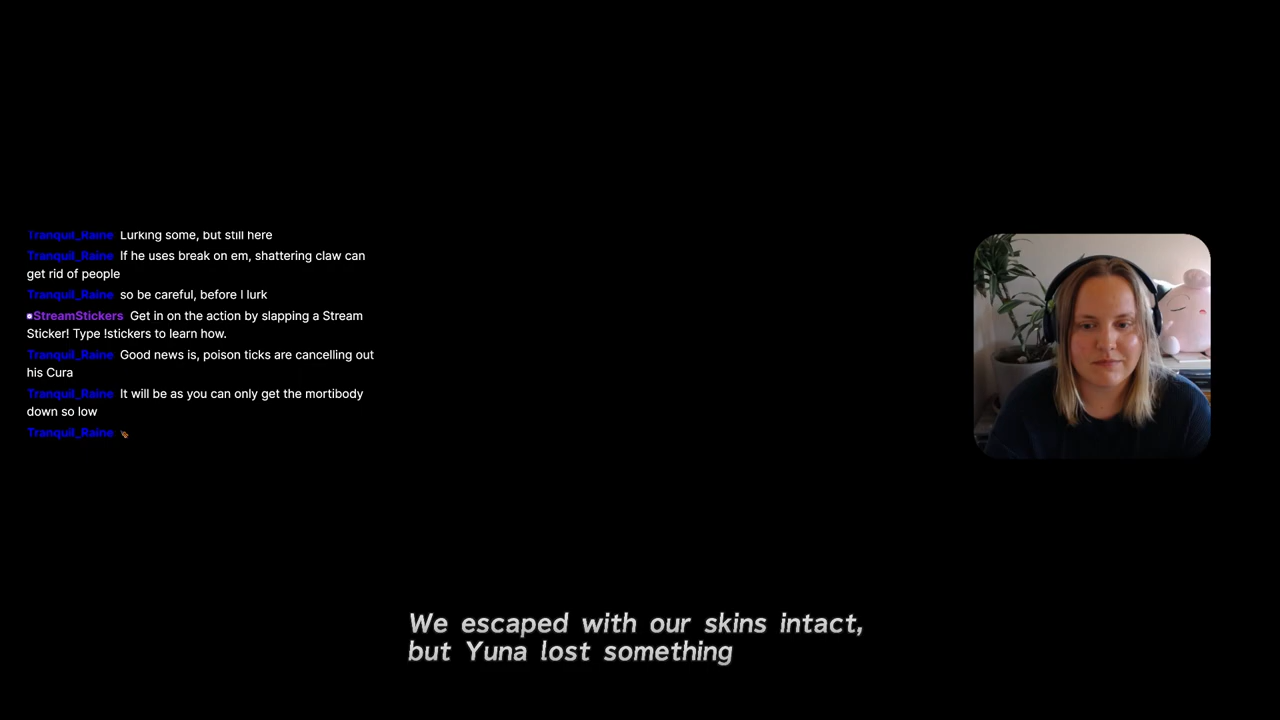 Tranquil_Raine Lurking some, but still here
Tranquil_Raine If he uses break on em, shattering claw can
get rid of people
Tranquil_Raine so be careful, before I lurk
StreamStickers Get in on the action by slapping a Stream
Sticker! Type !stickers to learn how.
Tranquil_Raine Good news is, poison ticks are cancelling out
his Cura
Tranquil_Raine It will be as you can only get the mortibody
down so low
Tranquil_Raine
We escaped with our skins intact,
but Yuna lost something